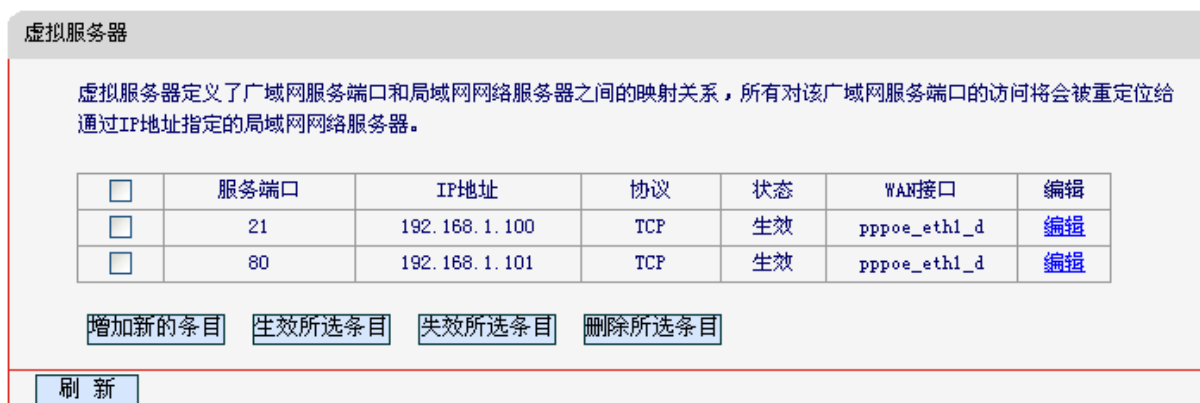 虚拟服务器
虚拟服务器定义了广域网服务端口和局域网网络服务器之间的映射关系，所有对该广域网服务端口的访问将会被重定位给
通过IP地址指定的局域网网络服务器。
服务端口 IP地址 协议 状态 WAN接口 编辑
21 192.168.1.100 TCP 生效 pppoe_eth1_d 编辑
80 192.168.1.101 TCP 生效 pppoe_eth1_d 编辑
增加新的条目 生效所选条目 失效所选条目 删除所选条目
刷 新